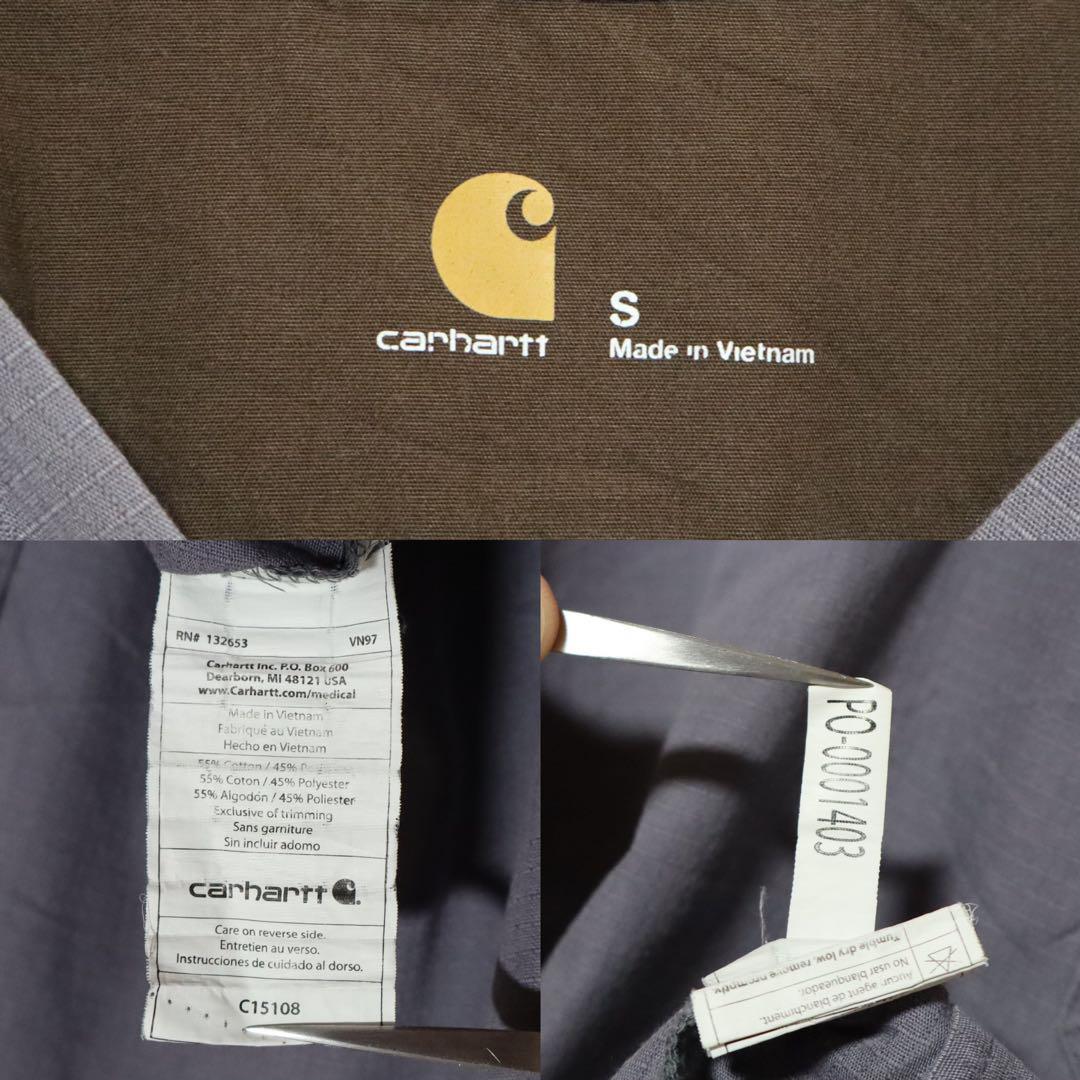 carhartt
S
Made in Vietnam
RN# 132653 VN97
Carhartt Inc. P.O. Box 600
Dearborn, MI 48121 USA
www.Carhartt.com/medical
Made in Vietnam
Fabriqué au Vietnam
Hecho en Vietnam
55% Cotton / 45%
55% Coton / 45% Polyester
55% Algodón / 45% Poliester
Exclusive of trimming
Sans garniture
Sin incluir adorno
carhartt
Care on reverse side.
Entretien au verso.
Instrucciones de cuidado al dorso.
C15108
PO-0001403
Tumble dry low, remove promptly
No usar blanqueador.
Aucun agent de blanchiment.